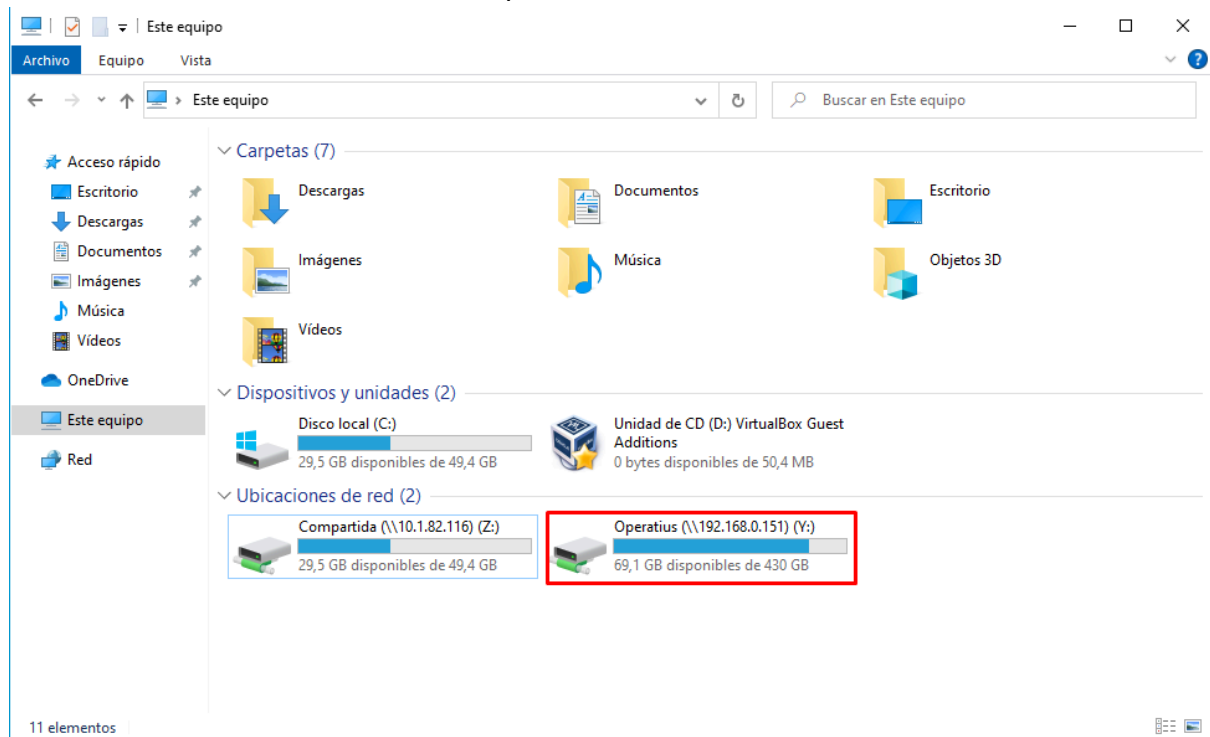 Este equipo
Archivo Equipo Vista
Este equipo
Buscar en Este equipo
Acceso rápido
Escritorio
Descargas
Documentos
Imágenes
Música
Vídeos
OneDrive
Este equipo
Red
Carpetas (7)
Descargas
Documentos
Escritorio
Imágenes
Música
Objetos 3D
Vídeos
Dispositivos y unidades (2)
Disco local (C:)
29,5 GB disponibles de 49,4 GB
Unidad de CD (D:) VirtualBox Guest
Additions
0 bytes disponibles de 50,4 MB
Ubicaciones de red (2)
Compartida (\\10.1.82.116) (Z:)
29,5 GB disponibles de 49,4 GB
Operatius (\\192.168.0.151) (Y:)
69,1 GB disponibles de 430 GB
11 elementos